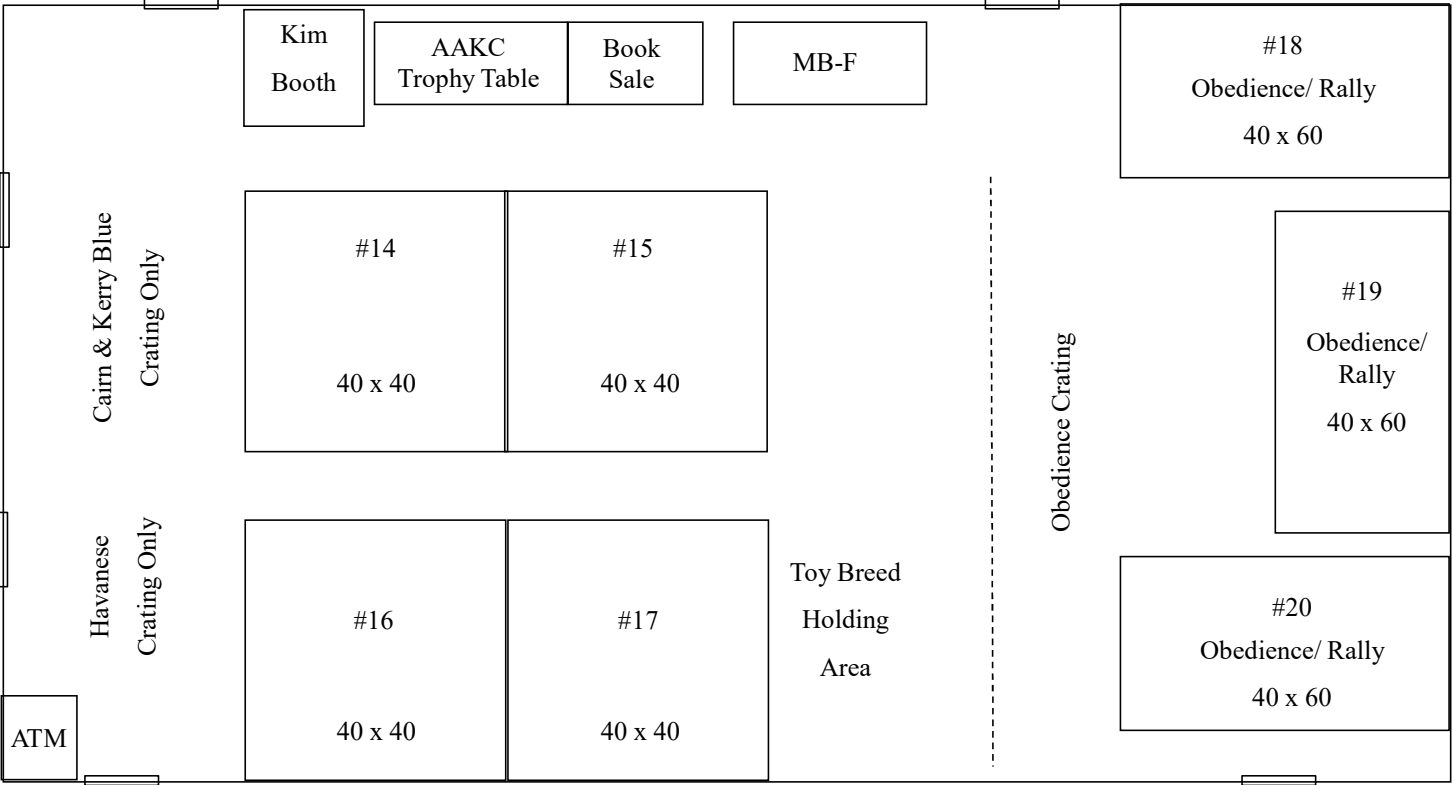 Kim
Booth
AAKC
Trophy Table
Book
Sale
MB-F
#18
Obedience/ Rally
40 x 60
Cairn & Kerry Blue
Crating Only
#14
40 x 40
#15
40 x 40
Obedience Crating
#19
Obedience/
Rally
40 x 60
Havanese
Crating Only
#16
40 x 40
#17
40 x 40
Toy Breed
Holding
Area
#20
Obedience/ Rally
40 x 60
ATM